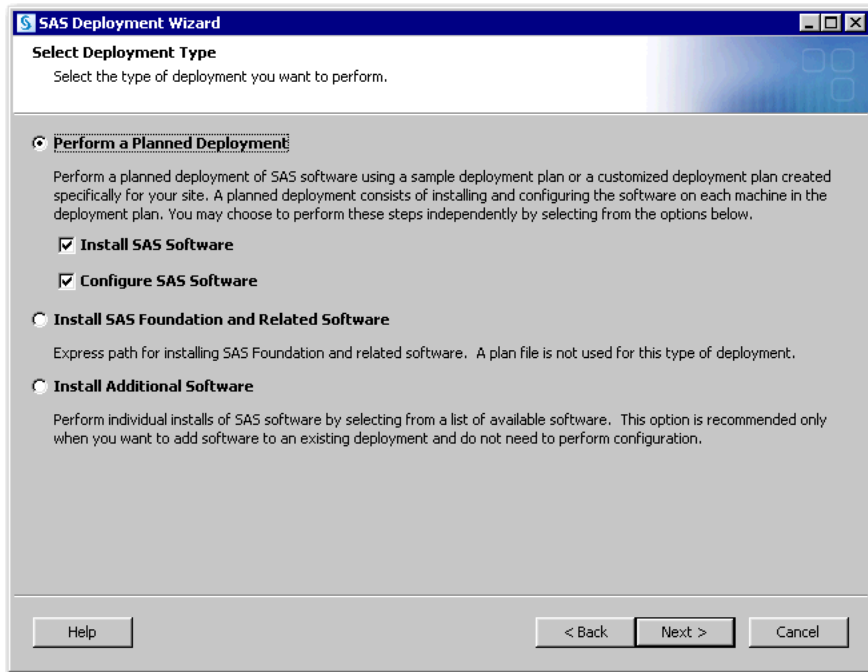 SAS Deployment Wizard
Select Deployment Type
Select the type of deployment you want to perform.
Perform a Planned Deployment
Perform a planned deployment of SAS software using a sample deployment plan or a customized deployment plan created
specifically for your site. A planned deployment consists of installing and configuring the software on each machine in the
deployment plan. You may choose to perform these steps independently by selecting from the options below.
Install SAS Software
Configure SAS Software
Install SAS Foundation and Related Software
Express path for installing SAS Foundation and related software. A plan file is not used for this type of deployment.
Install Additional Software
Perform individual installs of SAS software by selecting from a list of available software. This option is recommended only
when you want to add software to an existing deployment and do not need to perform configuration.
Help
< Back
Next >
Cancel